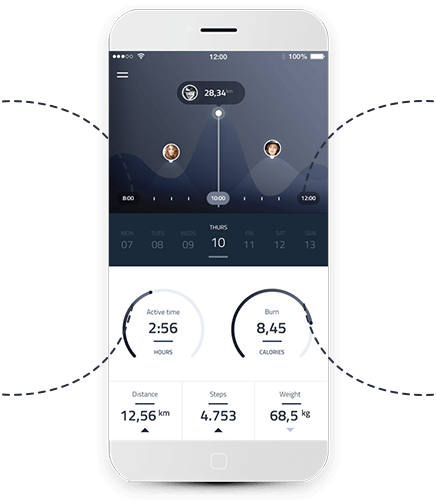 12:00 100%
28,34 km
8:00 10:00 12:00
MON TUES WEDS THURS FRI SAT SUN
07 08 09 10 11 12 13
Active time Burn
2:56 8,45
HOURS CALORIES
Distance Steps Weight
12,56 km 4.753 68,5 kg